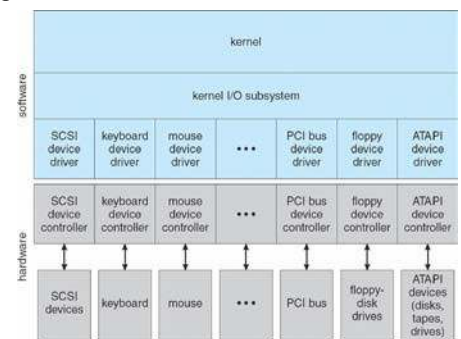 software
kernel
kernel I/O subsystem
SCSI device driver
keyboard device driver
mouse device driver
•••
PCI bus device driver
floppy device driver
ATAPI device driver
hardware
SCSI device controller
keyboard device controller
mouse device controller
•••
PCI bus device controller
floppy device controller
ATAPI device controller
SCSI devices
keyboard
mouse
•••
PCI bus
floppy-disk drives
ATAPI devices (disks, tapes, drives)